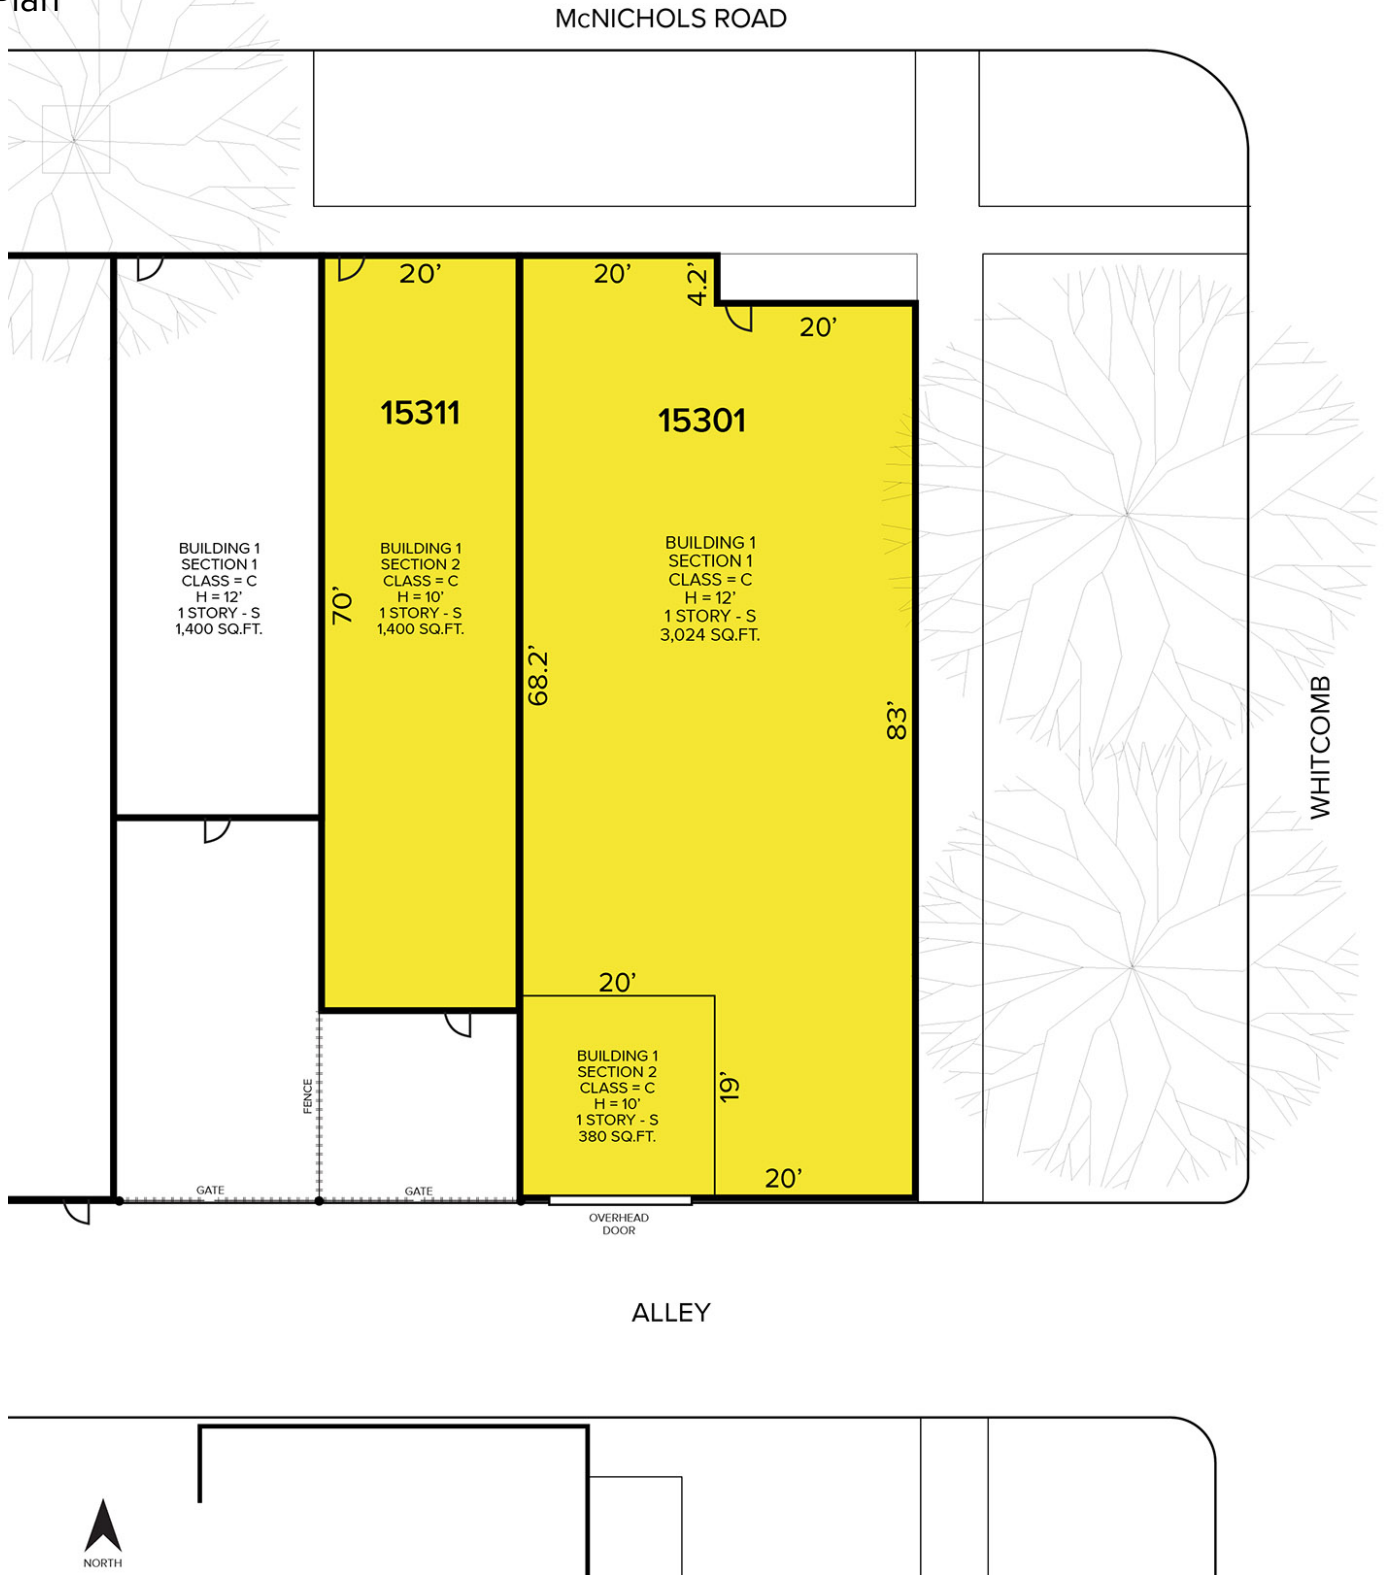 Plan
McNICHOLS ROAD
20’
20’
4.2’
20’
15311
15301
BUILDING 1
SECTION 1
CLASS = C
H = 12’
1 STORY - S
1,400 SQ.FT.
70’
BUILDING 1
SECTION 2
CLASS = C
H = 10’
1 STORY - S
1,400 SQ.FT.
BUILDING 1
SECTION 1
CLASS = C
H = 12’
1 STORY - S
3,024 SQ.FT.
68.2’
83’
WHITCOMB
20’
BUILDING 1
SECTION 2
CLASS = C
H = 10’
1 STORY - S
380 SQ.FT.
19’
20’
FENCE
GATE
GATE
OVERHEAD
DOOR
ALLEY
NORTH